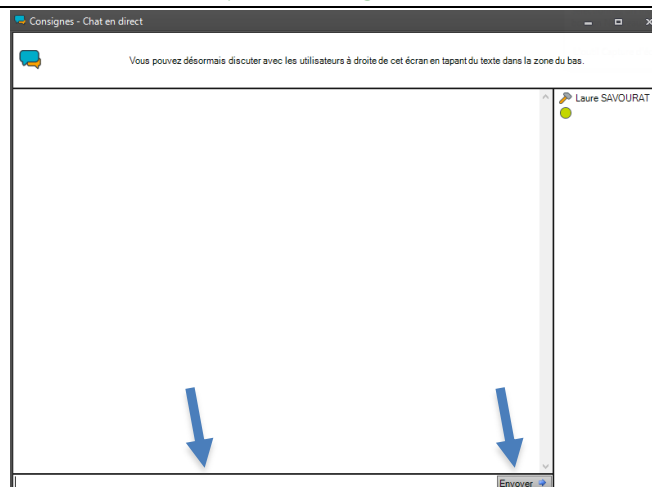 Consignes - Chat en direct
Vous pouvez désormais discuter avec les utilisateurs à droite de cet écran en tapant du texte dans la zone du bas.
Laure SAVOURAT
Envoyer